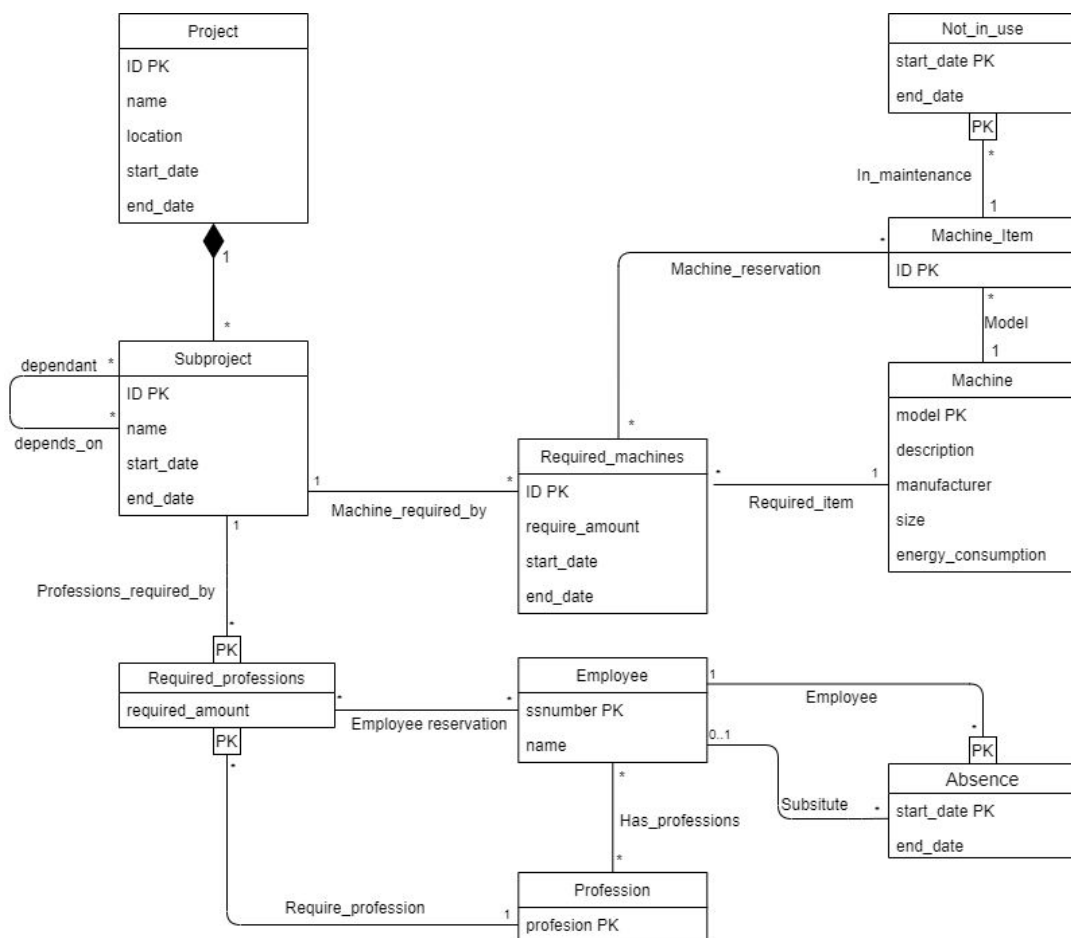 Project
ID PK
name
location
start_date
end_date
1
*
Not_in_use
start_date PK
end_date
PK
*
In_maintenance
1
Machine_Item
ID PK
*
Machine_reservation
*
*
Model
1
Machine
model PK
description
manufacturer
size
energy_consumption
Subproject
ID PK
name
start_date
end_date
dependant *
*
depends_on
1
*
Machine_required_by
Required_machines
ID PK
require_amount
start_date
end_date
*
1
Required_item
1
Professions_required_by
*
PK
Required_professions
required_amount
PK
*
*
*
Employee reservation
Employee
ssnumber PK
name
1
Employee
*
PK
0..1
Subsitute
*
Absence
start_date PK
end_date
*
Has_professions
*
Profession
profesion PK
Require_profession
1